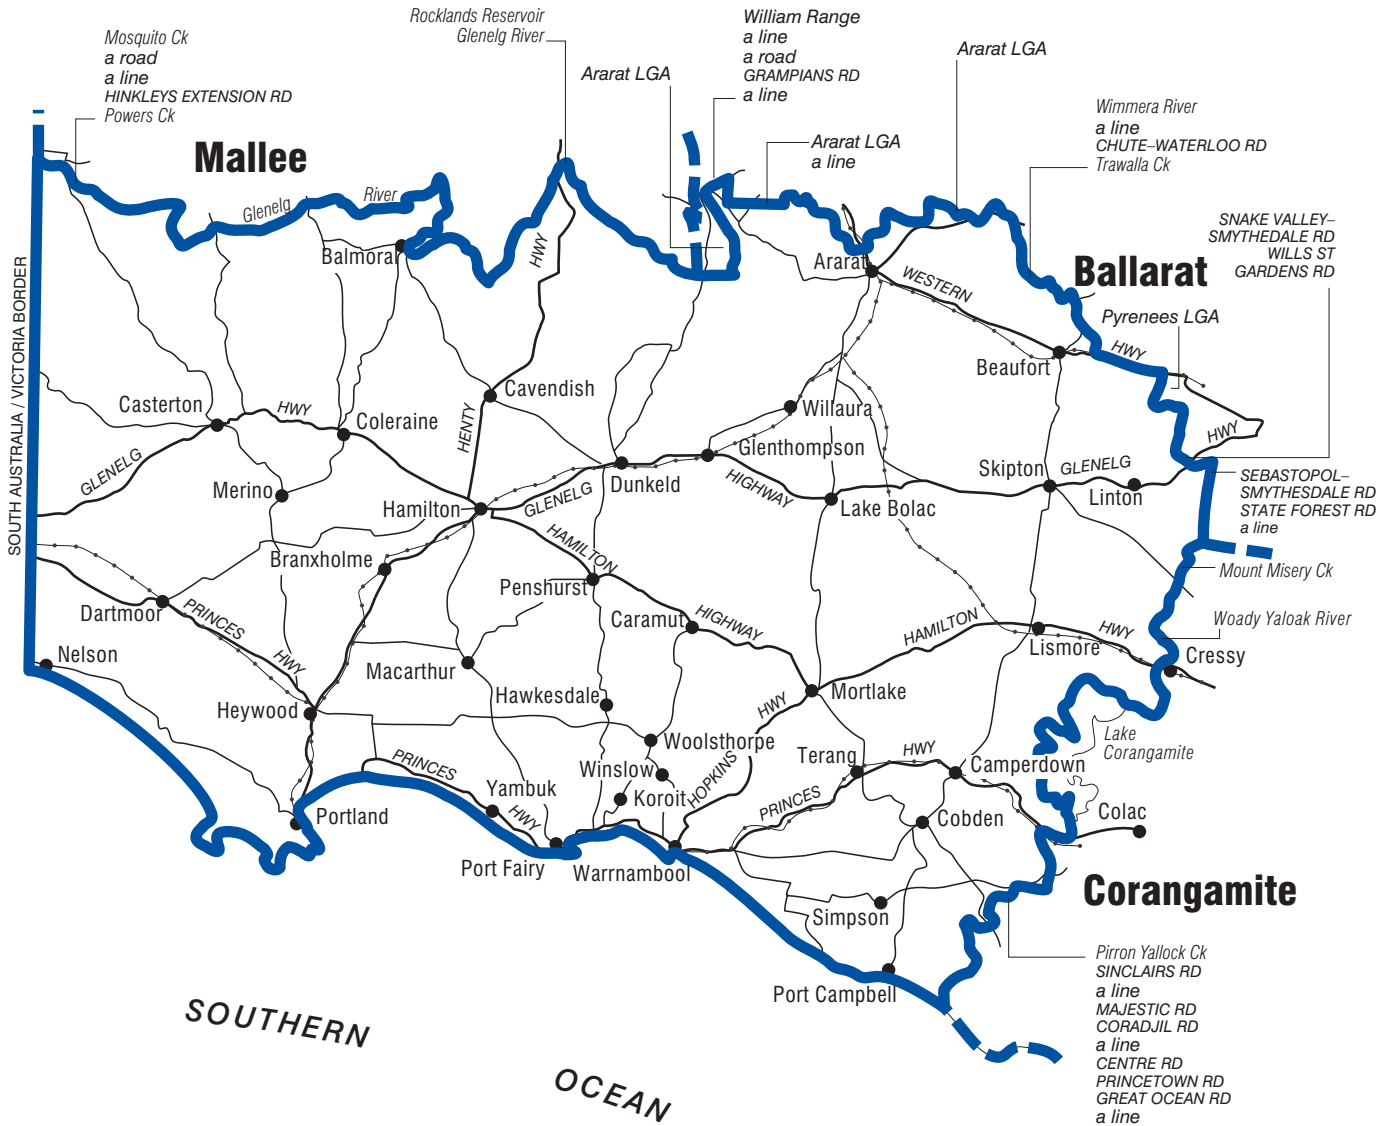 Mosquito Ck
a road
a line
HINKLEYS EXTENSION RD
Powers Ck
Rocklands Reservoir
Glenelg River
Ararat LGA
William Range
a line
a road
GRAMPIANS RD
a line
Ararat LGA
a line
Ararat LGA
Wimmera River
a line
CHUTE–WATERLOO RD
Trawalla Ck
SNAKE VALLEY–
SMYTHEDALE RD
WILLS ST
GARDENS RD
Mallee
Glenelg
River
Balmoral
HWY
Ararat
WESTERN
Ballarat
Pyrenees LGA
HWY
Beaufort
SOUTH AUSTRALIA / VICTORIA BORDER
Casterton
HWY
Coleraine
Cavendish
HENTY
Willaura
Glenthompson
HWY
GLENELG
Merino
Hamilton
GLENELG
Dunkeld
HIGHWAY
Lake Bolac
Skipton
GLENELG
Linton
SEBASTOPOL–
SMYTHESDALE RD
STATE FOREST RD
a line
Branxholme
HAMILTON
Penshurst
Mount Misery Ck
Dartmoor
PRINCES
HWY
Caramut
HIGHWAY
HAMILTON
HWY
Lismore
Woady Yaloak River
Cressy
Nelson
Macarthur
Hawkesdale
Mortlake
HWY
Heywood
Woolsthorpe
Lake
Corangamite
PRINCES
HWY
Yambuk
Winslow
Koroit
HOPKINS
Terang
HWY
PRINCES
Camperdown
Cobden
Colac
Portland
Port Fairy
Warrnambool
Simpson
Corangamite
Port Campbell
Pirron Yallock Ck
SINCLAIRS RD
a line
MAJESTIC RD
CORADJIL RD
a line
CENTRE RD
PRINCETOWN RD
GREAT OCEAN RD
a line
SOUTHERN
OCEAN